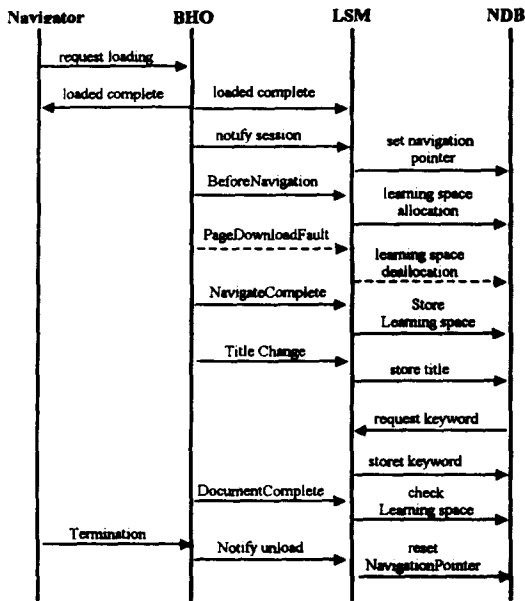 Navigator BHO LSM NDB
request loading
loaded complete loaded complete
notify session
set navigation
pointer
BeforeNavigation
learning space
allocation
PageDownloadFault
learning space
deallocation
NavigateComplete
Store
Learning space
Title Change
store title
request keyword
storet keyword
DocumentComplete
check
Learning space
Termination
Notify unload
reset
NavigationPointer